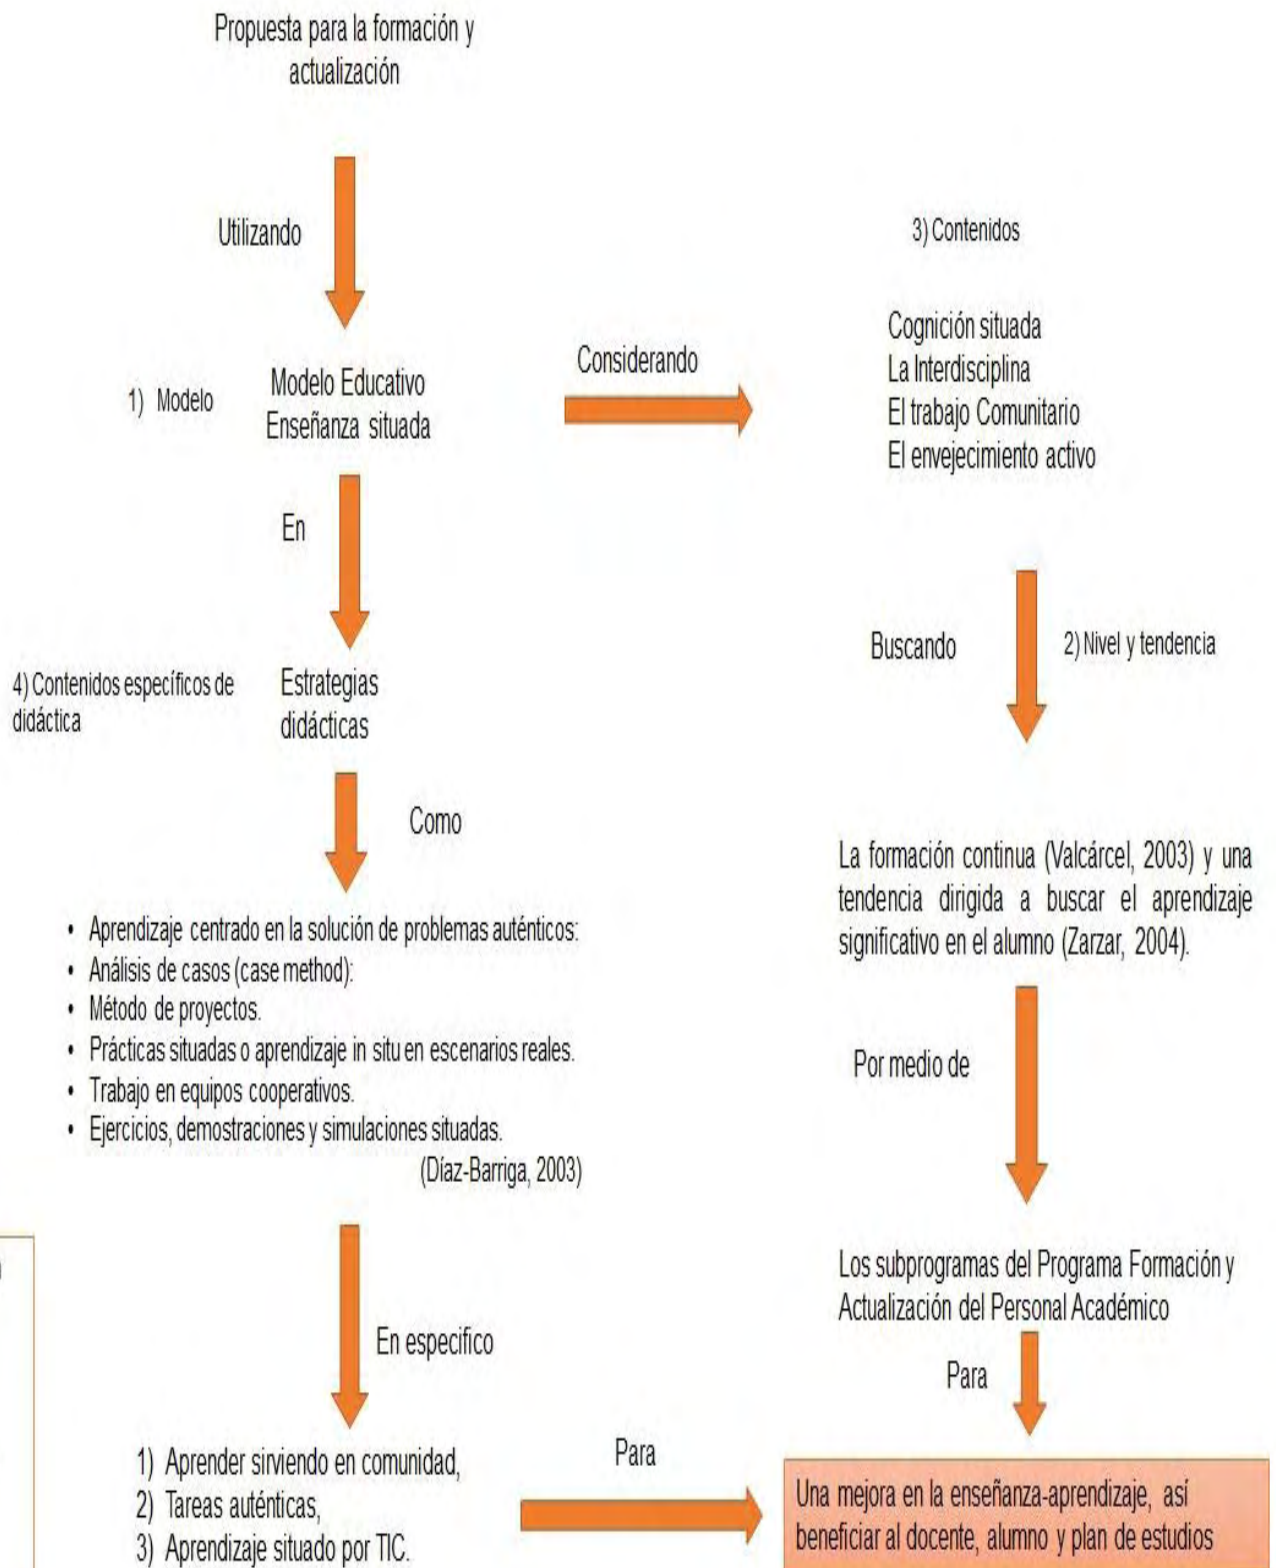 Propuesta para la formación y
actualización
Utilizando
1) Modelo
Modelo Educativo
Enseñanza situada
Considerando
3) Contenidos
Cognición situada
La Interdisciplina
El trabajo Comunitario
El envejecimiento activo
En
Buscando
2) Nivel y tendencia
4) Contenidos específicos de
didáctica
Estrategias
didácticas
Como
La formación continua (Valcárcel, 2003) y una
tendencia dirigida a buscar el aprendizaje
significativo en el alumno (Zarzar, 2004).
• Aprendizaje centrado en la solución de problemas auténticos:
• Análisis de casos (case method):
• Método de proyectos.
• Prácticas situadas o aprendizaje in situ en escenarios reales.
• Trabajo en equipos cooperativos.
• Ejercicios, demostraciones y simulaciones situadas.
(Díaz-Barriga, 2003)
Por medio de
Los subprogramas del Programa Formación y
Actualización del Personal Académico
En especifico
Para
1) Aprender sirviendo en comunidad,
2) Tareas auténticas,
3) Aprendizaje situado por TIC.
Para
Una mejora en la enseñanza-aprendizaje, así
beneficiar al docente, alumno y plan de estudios